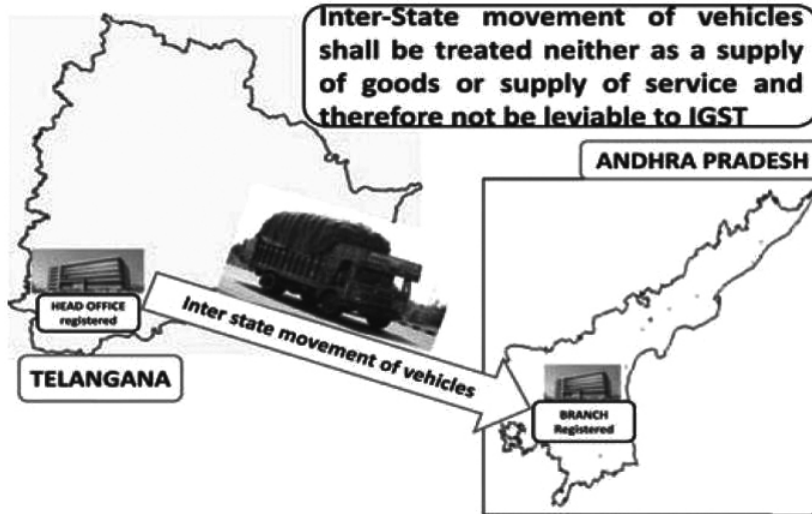 Inter-State movement of vehicles
shall be treated neither as a supply
of goods or supply of service and
therefore not be leviable to IGST
ANDHRA PRADESH
HEAD OFFICE
registered
Inter state movement of vehicles
TELANGANA
BRANCH
Registered